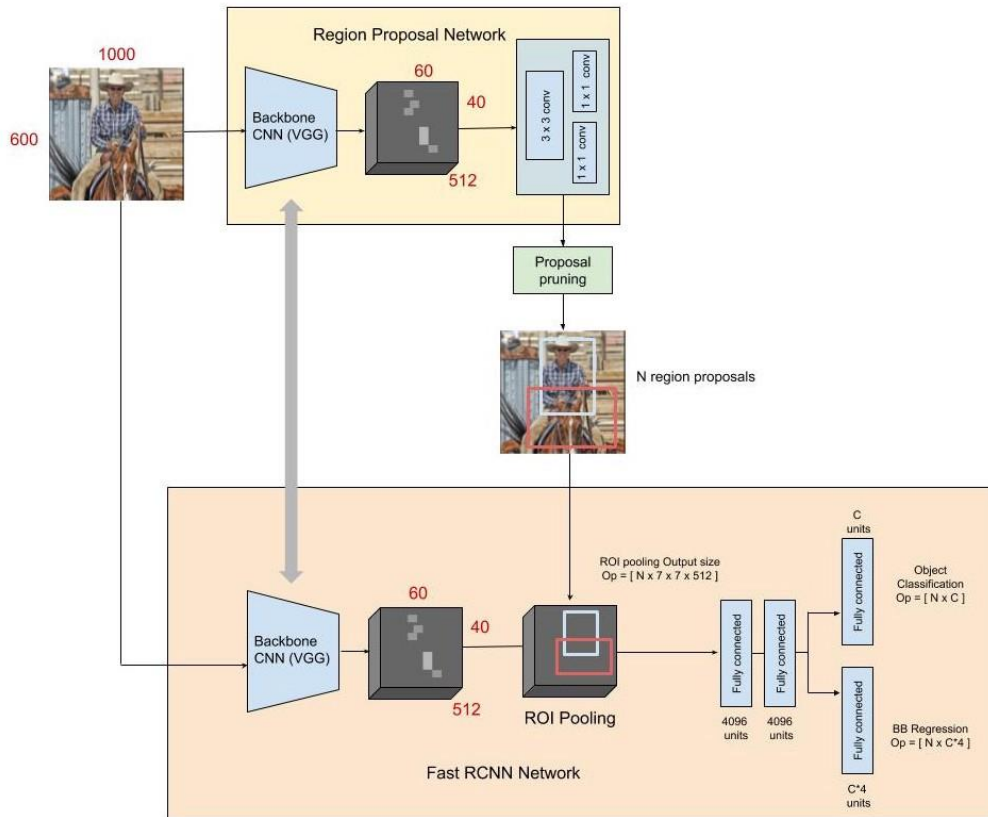 Region Proposal Network
1000
600
Backbone
CNN (VGG)
60
40
512
3 x 3 conv
1 x 1 conv
1 x 1 conv
Proposal
pruning
N region proposals
ROI pooling Output size
Op = [ N x 7 x 7 x 512 ]
Backbone
CNN (VGG)
60
40
512
ROI Pooling
Fully connected
4096
units
Fully connected
4096
units
C
units
Fully connected
Object
Classification
Op = [ N x C ]
Fully connected
C*4
units
BB Regression
Op = [ N x C*4 ]
Fast RCNN Network